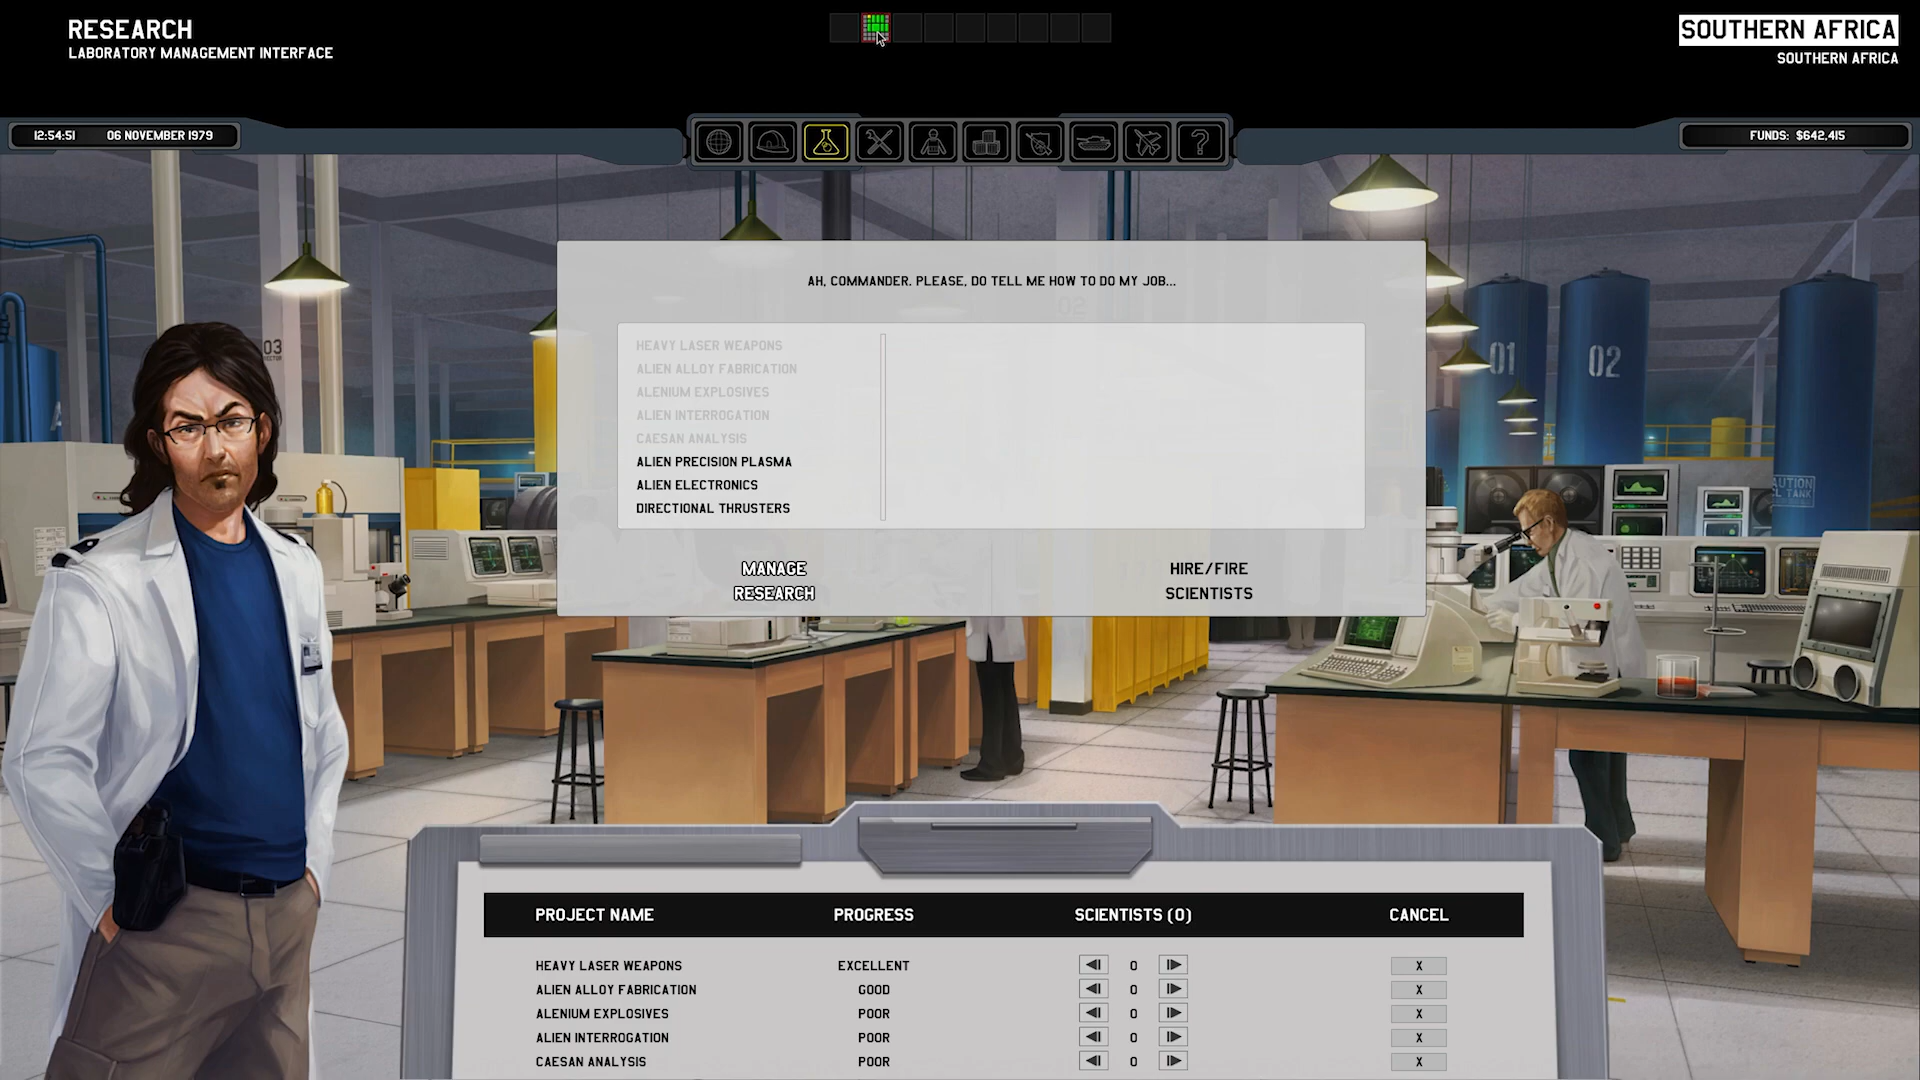 RESEARCH
LABORATORY MANAGEMENT INTERFACE
SOUTHERN AFRICA
SOUTHERN AFRICA
12:54:51 06 NOVEMBER 1979
FUNDS: $642,415
AH, COMMANDER. PLEASE, DO TELL ME HOW TO DO MY JOB...
02
HEAVY LASER WEAPONS
ALIEN ALLOY FABRICATION
ALENIUM EXPLOSIVES
ALIEN INTERROGATION
CAESAN ANALYSIS
ALIEN PRECISION PLASMA
ALIEN ELECTRONICS
DIRECTIONAL THRUSTERS
MANAGE
RESEARCH
HIRE/FIRE
SCIENTISTS
03
01
02
PROJECT NAME PROGRESS SCIENTISTS (0) CANCEL
HEAVY LASER WEAPONS EXCELLENT 0 X
ALIEN ALLOY FABRICATION GOOD 0 X
ALENIUM EXPLOSIVES POOR 0 X
ALIEN INTERROGATION POOR 0 X
CAESAN ANALYSIS POOR 0 X